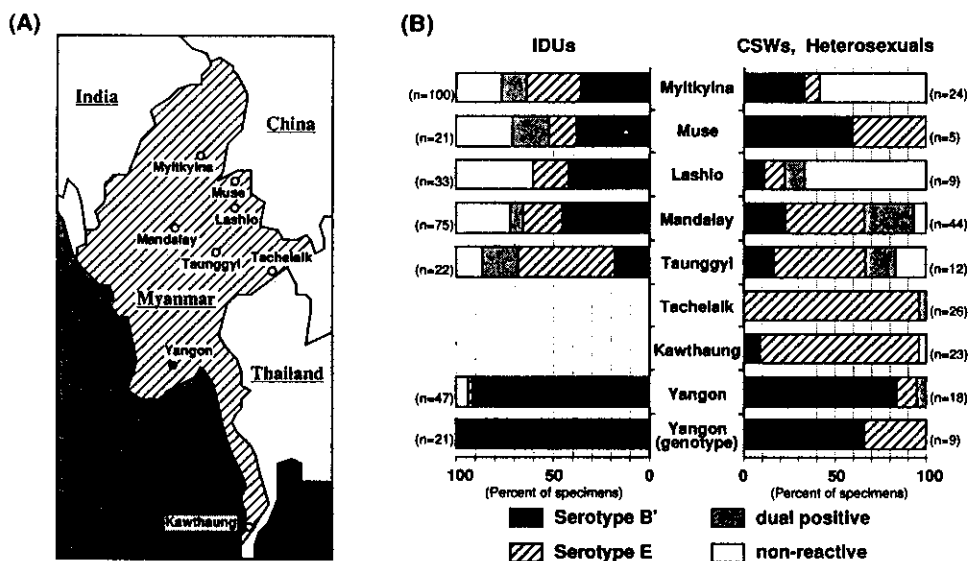 (A)
India
China
Myitkyina
Muse
Lashio
Mandalay
Taunggyi
Tacheiaik
Myanmar
Yangon
Thailand
Kawthaung
(B)
IDUs
CSWs, Heterosexuals
(n=100) Myitkyina (n=24)
(n=21) Muse (n=5)
(n=33) Lashio (n=9)
(n=75) Mandalay (n=44)
(n=22) Taunggyi (n=12)
Tacheiaik (n=26)
Kawthaung (n=23)
(n=47) Yangon (n=18)
(n=21) Yangon (genotype) (n=9)
100 50 0 0 50 100
(Percent of specimens) (Percent of specimens)
Serotype B' dual positive
Serotype E non-reactive